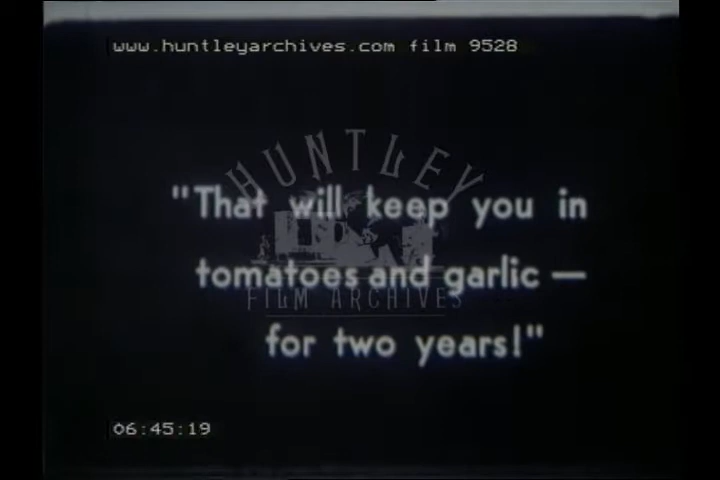 www.huntleyarchives.com film 9528
HUNTLEY
"That will keep you in
tomatoes and garlic —
FILM ARCHIVES
for two years!"
06:45:19